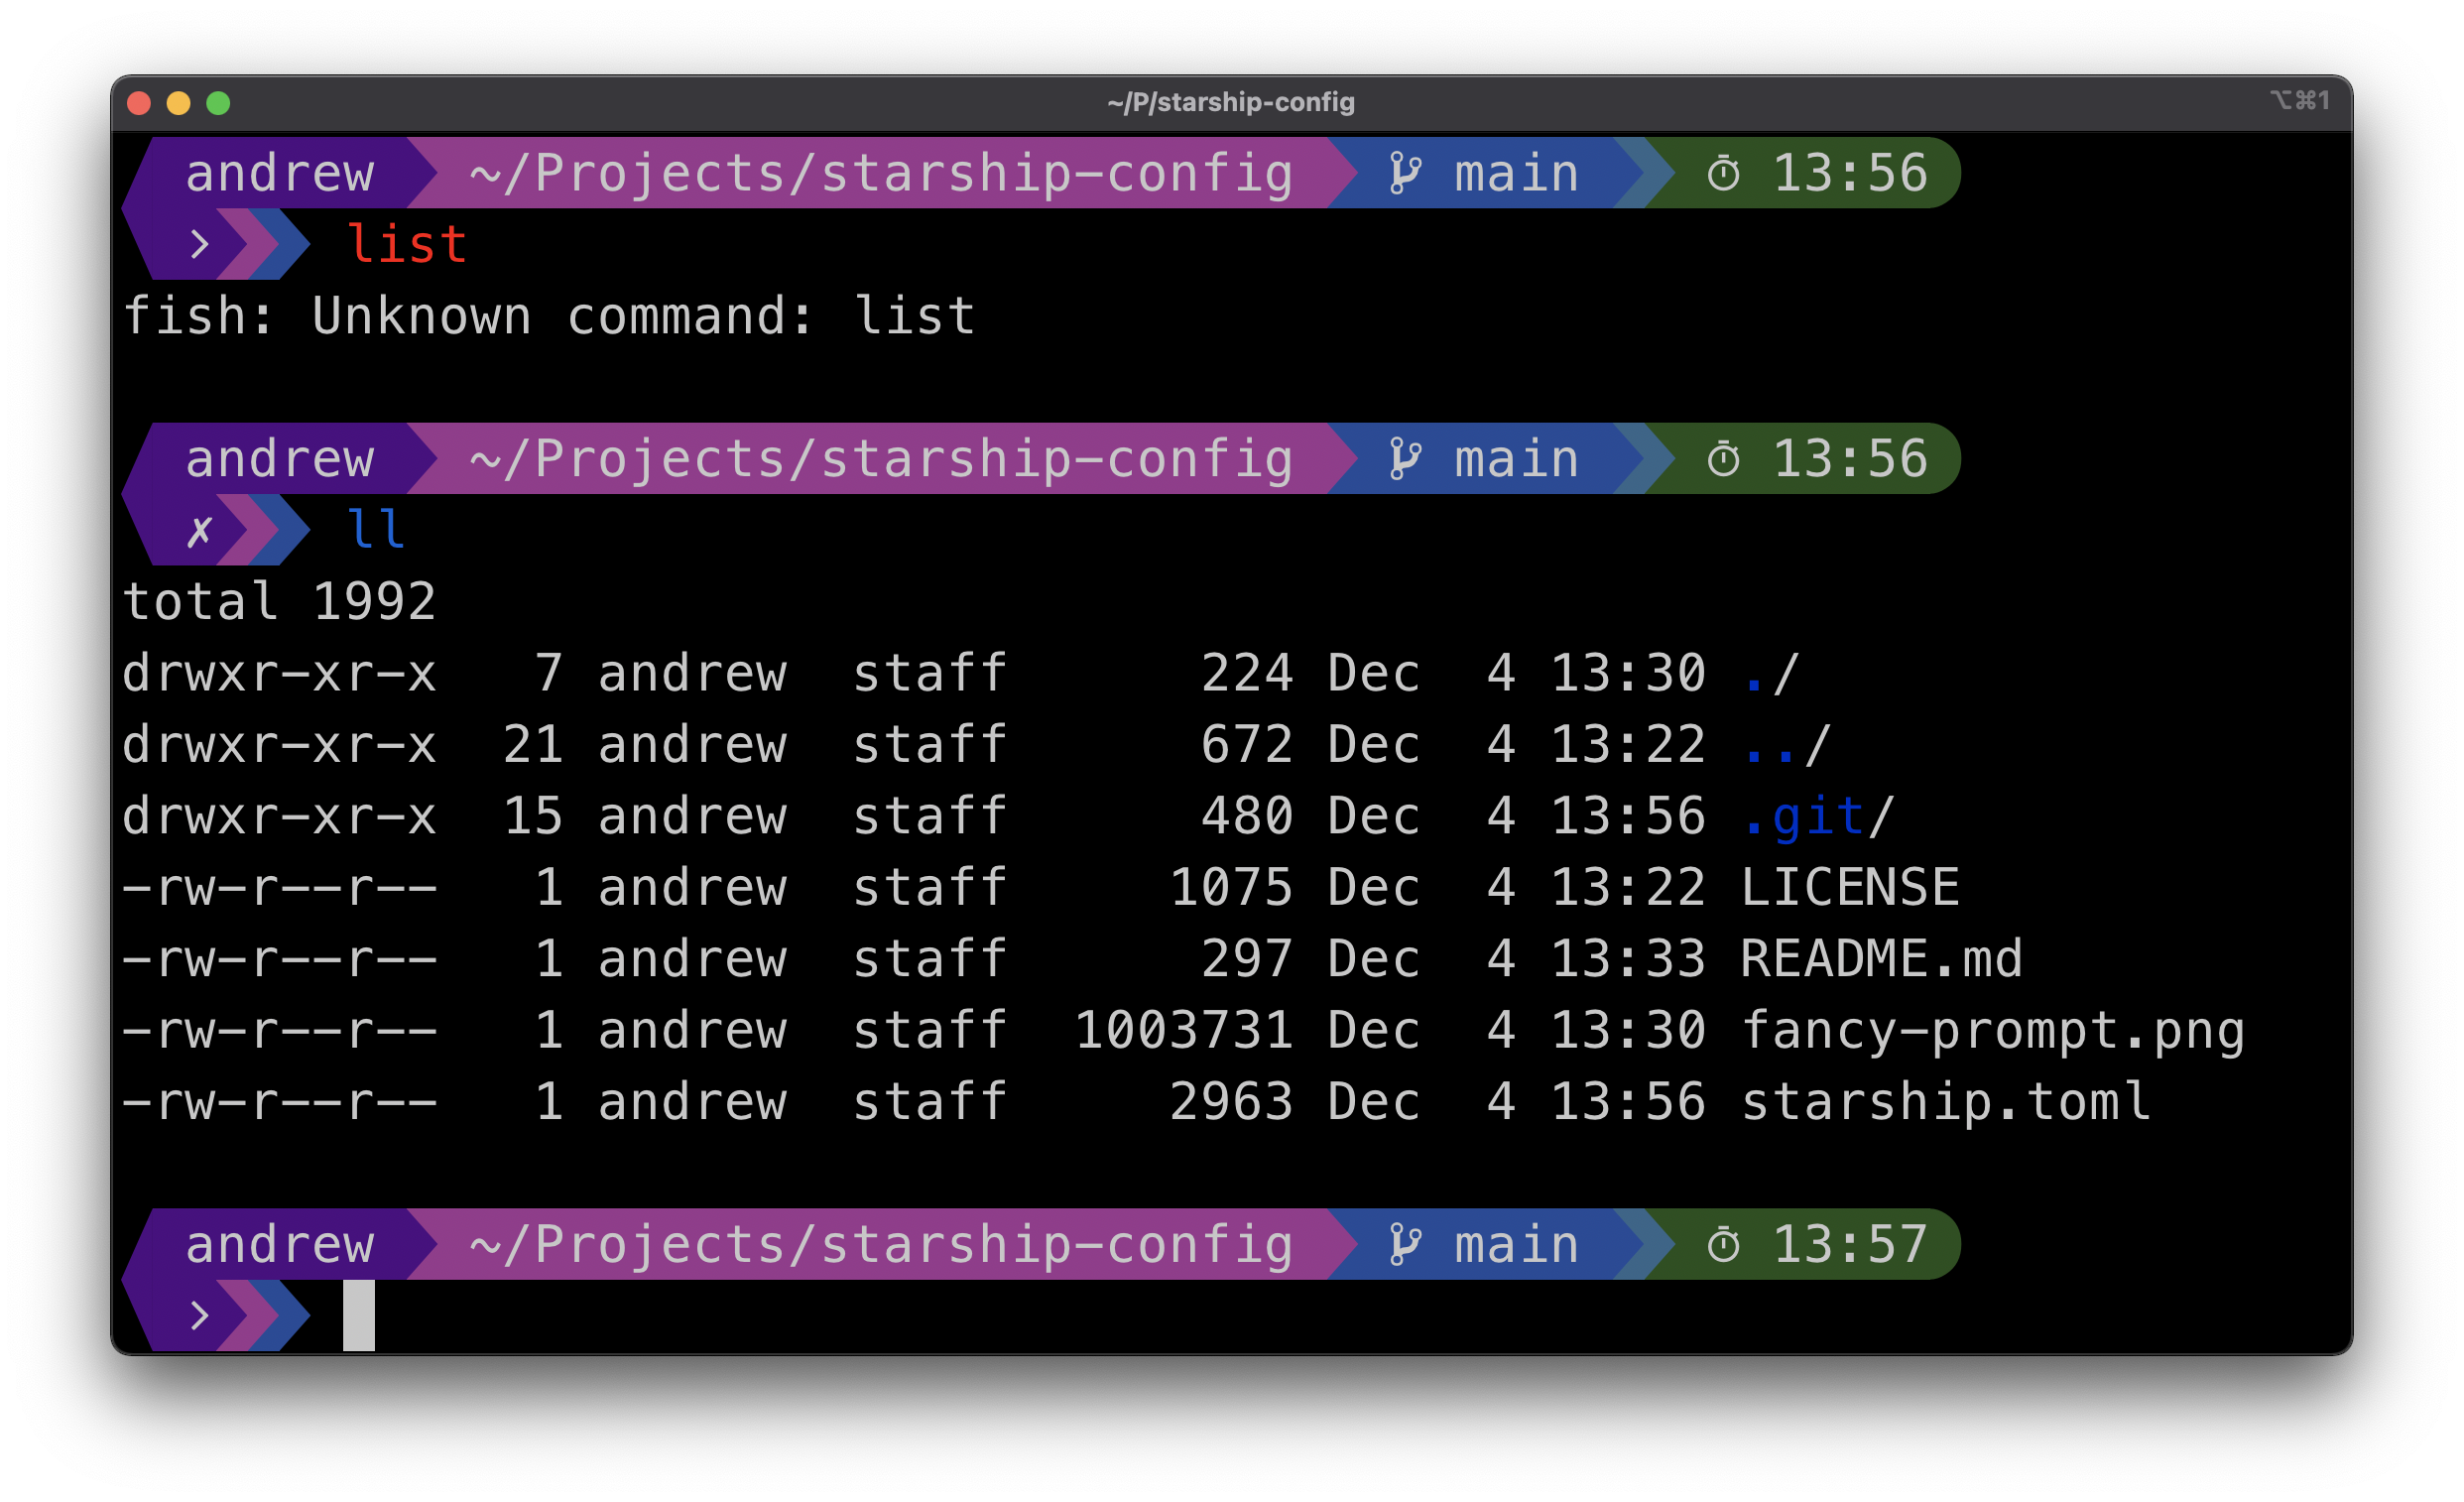 ~/P/starship-config ⌥⌘1
andrew ~/Projects/starship-config main 13:56
> list
fish: Unknown command: list
andrew ~/Projects/starship-config main 13:56
✗ ll
total 1992
drwxr-xr-x   7 andrew  staff      224 Dec  4 13:30 ./
drwxr-xr-x  21 andrew  staff      672 Dec  4 13:22 ../
drwxr-xr-x  15 andrew  staff      480 Dec  4 13:56 .git/
-rw-r--r--   1 andrew  staff     1075 Dec  4 13:22 LICENSE
-rw-r--r--   1 andrew  staff      297 Dec  4 13:33 README.md
-rw-r--r--   1 andrew  staff  1003731 Dec  4 13:30 fancy-prompt.png
-rw-r--r--   1 andrew  staff     2963 Dec  4 13:56 starship.toml
andrew ~/Projects/starship-config main 13:57
>